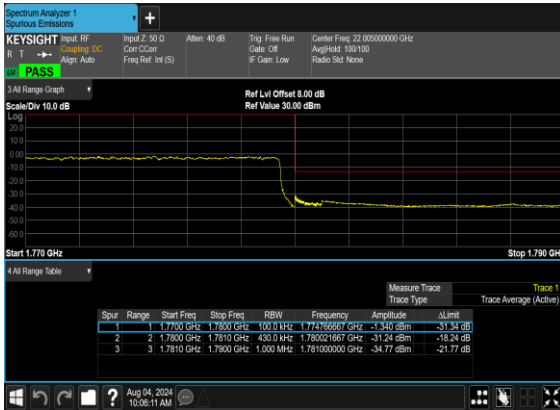 Spectrum Analyzer 1
Spurious Emissions
+
KEYSIGHT Input: RF Input Z: 50 Ω Atten: 40 dB Trig: Free Run Center Freq: 22.005000000 GHz
R T Coupling: DC Corr CCorr Gate: Off Avg|Hold: 100/100
Align: Auto Freq Ref: Int (S) IF Gain: Low Radio Std: None
PASS
3 All Range Graph Ref Lvl Offset 8.00 dB
Scale/Div 10.0 dB Ref Value 30.00 dBm
Log
20.0
10.0
0.00
-10.0
-20.0
-30.0
-40.0
-50.0
-60.0
Start 1.770 GHz Stop 1.790 GH
4 All Range Table
Measure Trace Trace 1
Trace Type Trace Average (Active)
Spur Range Start Freq Stop Freq RBW Frequency Amplitude ΔLimit
1 1 1.7700 GHz 1.7800 GHz 100.0 kHz 1.774766667 GHz -1.340 dBm -31.34 dB
2 2 1.7800 GHz 1.7810 GHz 430.0 kHz 1.780021667 GHz -31.24 dBm -18.24 dB
3 3 1.7810 GHz 1.7900 GHz 1.000 MHz 1.781000000 GHz -34.77 dBm -21.77 dB
? Aug 04, 2024
10:06:11 AM